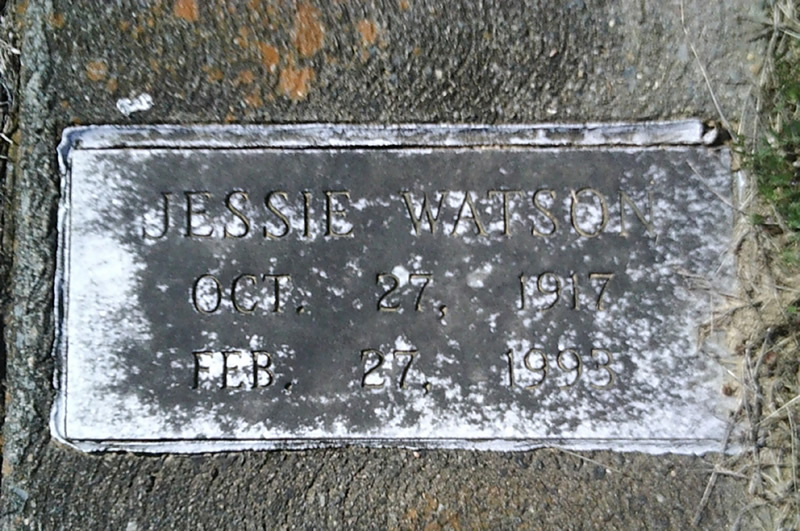 JESSIE WATSON
OCT. 27, 1917
FEB. 27, 1993